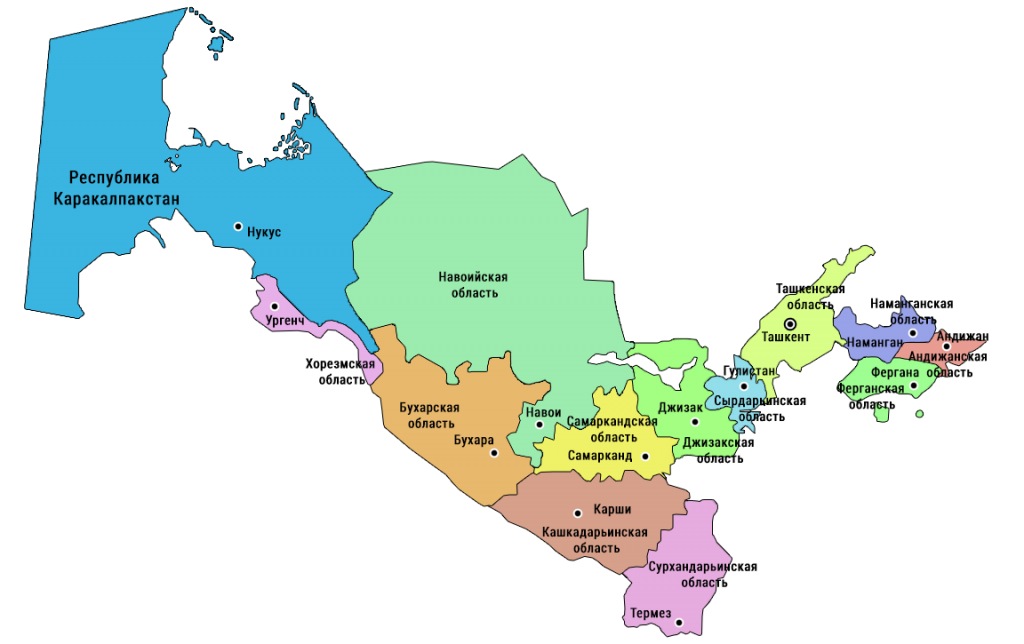 Республика
Каракалпакстан
Нукус
Ургенч
Хорезмская
область
Навоийская
область
Бухарская
область
Бухара
Навои
Самаркандская
область
Самарканд
Карши
Кашкадарьинская
область
Сурхандарьинская
область
Термез
Джизак
Джизакская
область
Гулистан
Сырдарьинская
область
Ташкенская
область
Ташкент
Наманганская
область
Наманган
Андижан
Андижанская
область
Фергана
Ферганская
область